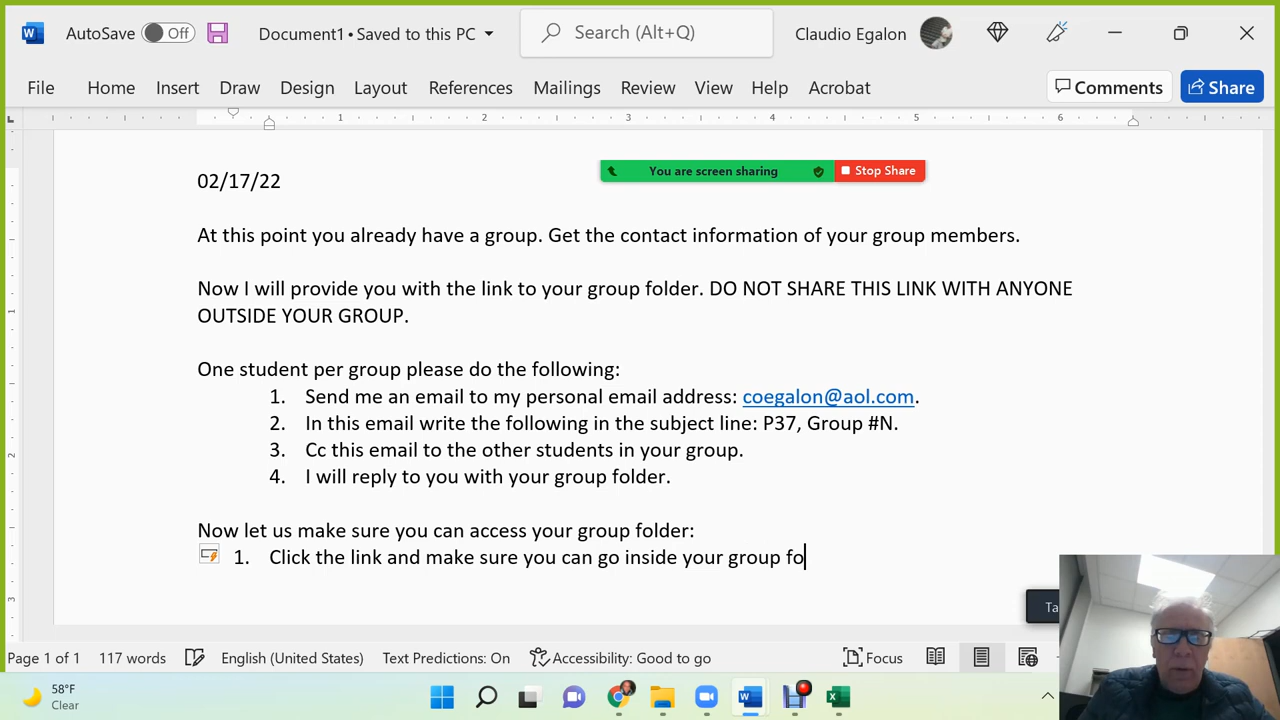 AutoSave Off Document1 • Saved to this PC Search (Alt+Q) Claudio Egalon
File Home Insert Draw Design Layout References Mailings Review View Help Acrobat Comments Share
1 2 3 4 5 6
You are screen sharing Stop Share
02/17/22
At this point you already have a group. Get the contact information of your group members.
Now I will provide you with the link to your group folder. DO NOT SHARE THIS LINK WITH ANYONE
OUTSIDE YOUR GROUP.
One student per group please do the following:
1. Send me an email to my personal email address: coegalon@aol.com.
2. In this email write the following in the subject line: P37, Group #N.
3. Cc this email to the other students in your group.
4. I will reply to you with your group folder.
Now let us make sure you can access your group folder:
1. Click the link and make sure you can go inside your group fo
Ta
Page 1 of 1 117 words English (United States) Text Predictions: On Accessibility: Good to go Focus
58°F
Clear